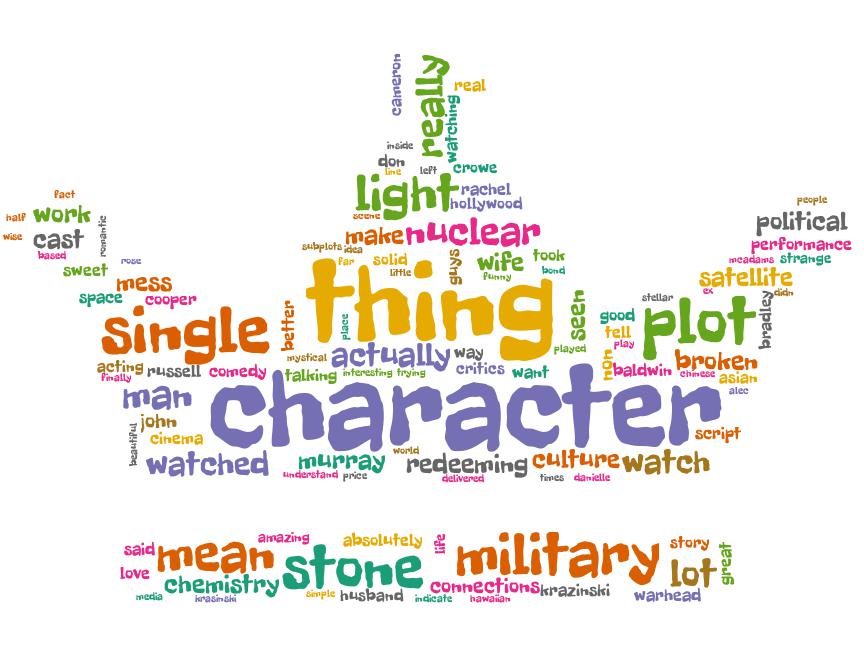 cameron
really
real
watching
inside
don
line
left
crowe
light
rachel
hollywood
scene
make
nuclear
subplots
idea
far
solid
little
guys
wife
funny
took
bond
fact
half
work
wise
cast
based
romantic
sweet
rose
mess
space
cooper
people
political
performance
mcadams
strange
satellite
ex
didn
stellar
bradley
single
better
place
thing
seen
good
tell
play
plot
mystical
actually
way
played
non
broken
acting
russell
comedy
finally
talking
interesting
trying
critics
want
baldwin
chinese
asian
alec
man
character
john
beautiful
cinema
script
watched
murray
world
redeeming
culture
watch
understand
price
delivered
times
danielle
said
mean
amazing
absolutely
life
military
story
great
love
chemistry
stone
connections
krazinski
lot
media
krasinski
simple
husband
indicate
hawaiian
warhead